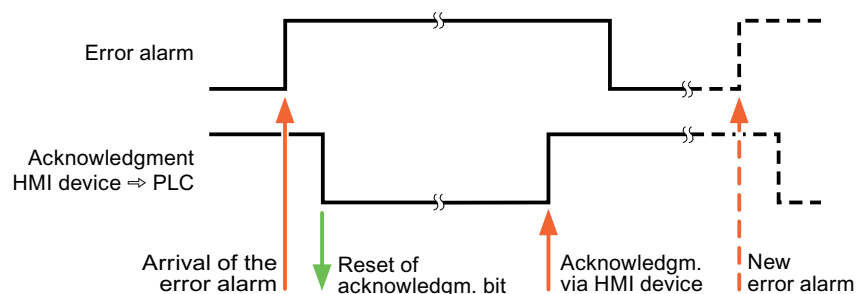 Error alarm
Acknowledgment
HMI device ⇨ PLC
Arrival of the
error alarm
Reset of
acknowledgm. bit
Acknowledgm.
via HMI device
New
error alarm